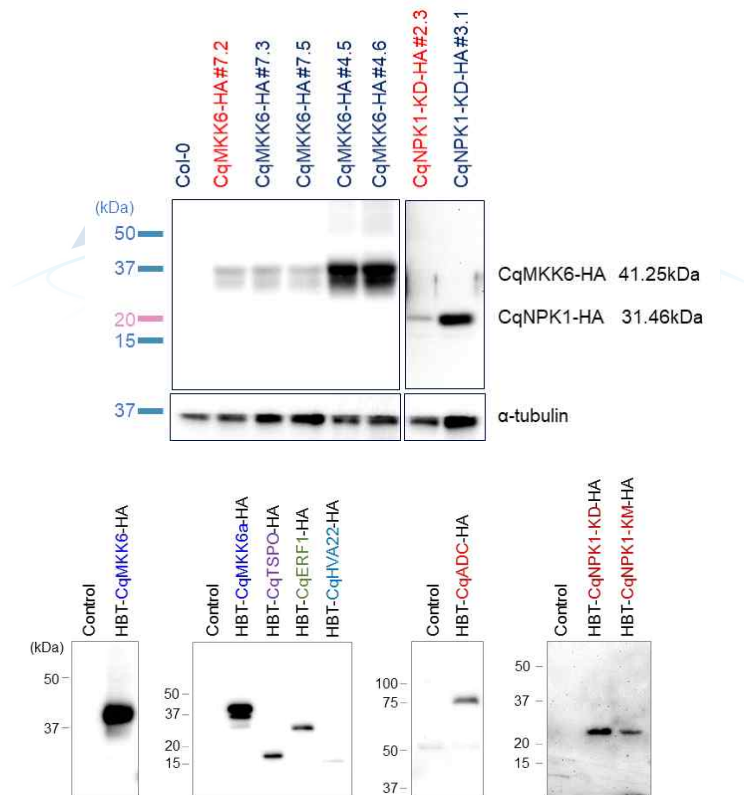 Col-0
CqMKK6-HA#7.2
CqMKK6-HA#7.3
CqMKK6-HA#7.5
CqMKK6-HA#4.5
CqMKK6-HA#4.6
CqNPK1-KD-HA#2.3
CqNPK1-KD-HA#3.1
(kDa)
50
37
20
15
37
CqMKK6-HA 41.25kDa
CqNPK1-HA 31.46kDa
α-tubulin
Control
HBT-CqMKK6-HA
(kDa)
50
37
Control
HBT-CqMKK6a-HA
HBT-CqTSPO-HA
HBT-CqERF1-HA
HBT-CqHVA22-HA
50
37
20
15
Control
HBT-CqADC-HA
100
75
50
37
Control
HBT-CqNPK1-KD-HA
HBT-CqNPK1-KM-HA
50
37
20
15